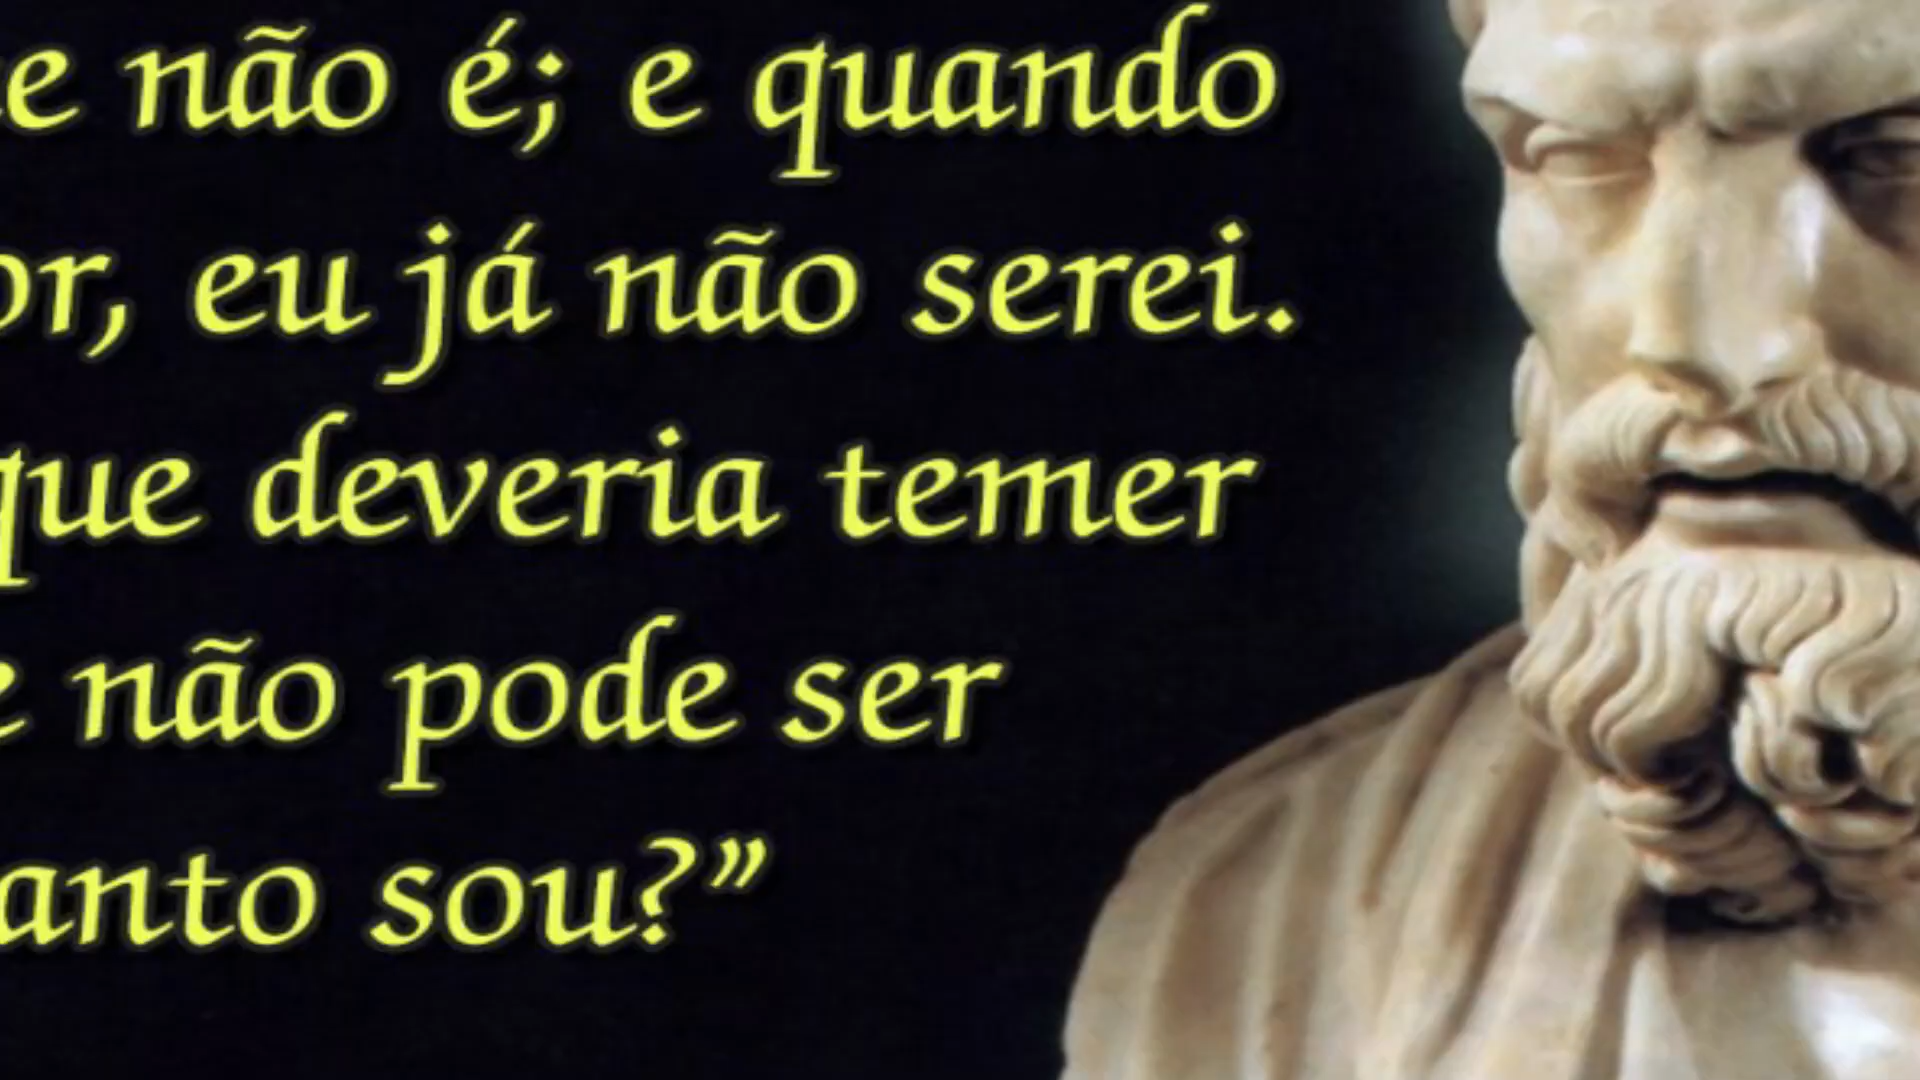 e não é; e quando
or, eu já não serei.
que deveria temer
e não pode ser
anto sou?”